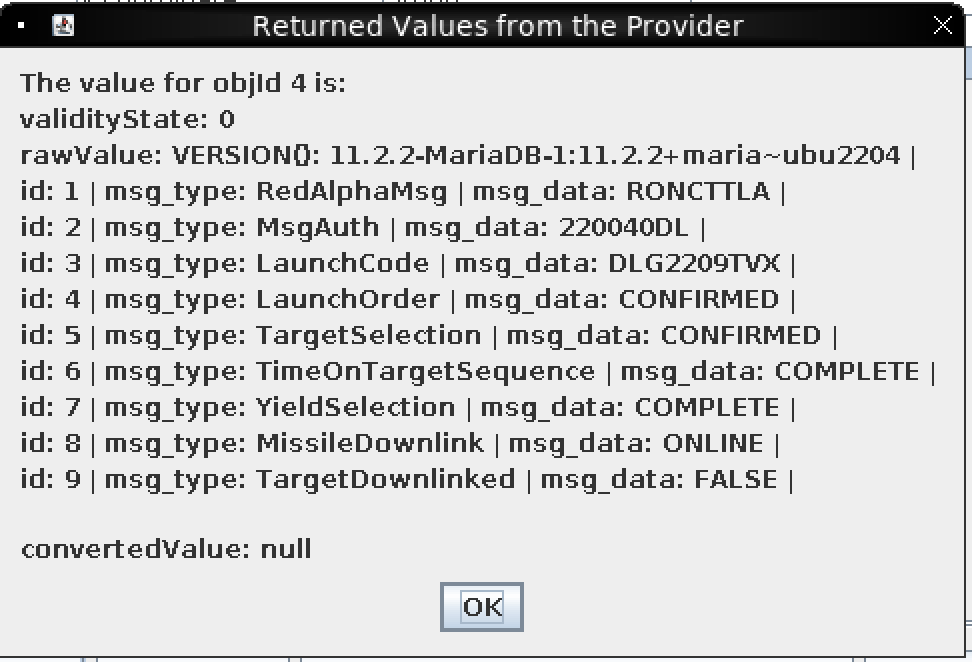 Returned Values from the Provider
The value for objId 4 is:
validityState: 0
rawValue: VERSION(): 11.2.2-MariaDB-1:11.2.2+maria~ubu2204 |
id: 1 | msg_type: RedAlphaMsg | msg_data: RONCTTLA |
id: 2 | msg_type: MsgAuth | msg_data: 220040DL |
id: 3 | msg_type: LaunchCode | msg_data: DLG2209TVX |
id: 4 | msg_type: LaunchOrder | msg_data: CONFIRMED |
id: 5 | msg_type: TargetSelection | msg_data: CONFIRMED |
id: 6 | msg_type: TimeOnTargetSequence | msg_data: COMPLETE |
id: 7 | msg_type: YieldSelection | msg_data: COMPLETE |
id: 8 | msg_type: MissileDownlink | msg_data: ONLINE |
id: 9 | msg_type: TargetDownlinked | msg_data: FALSE |
convertedValue: null
OK